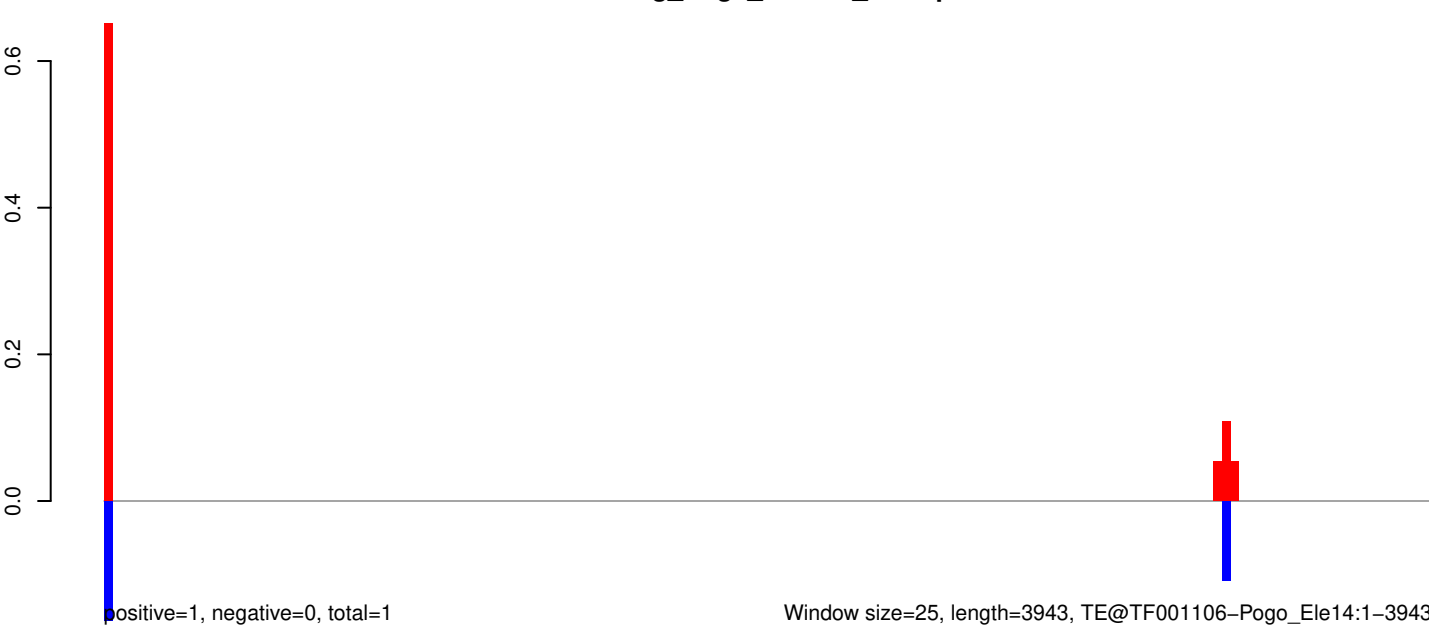 0.6
0.4
0.2
0.0
positive=1, negative=0, total=1
Window size=25, length=3943, TE@TF001106−Pogo_Ele14:1−3943